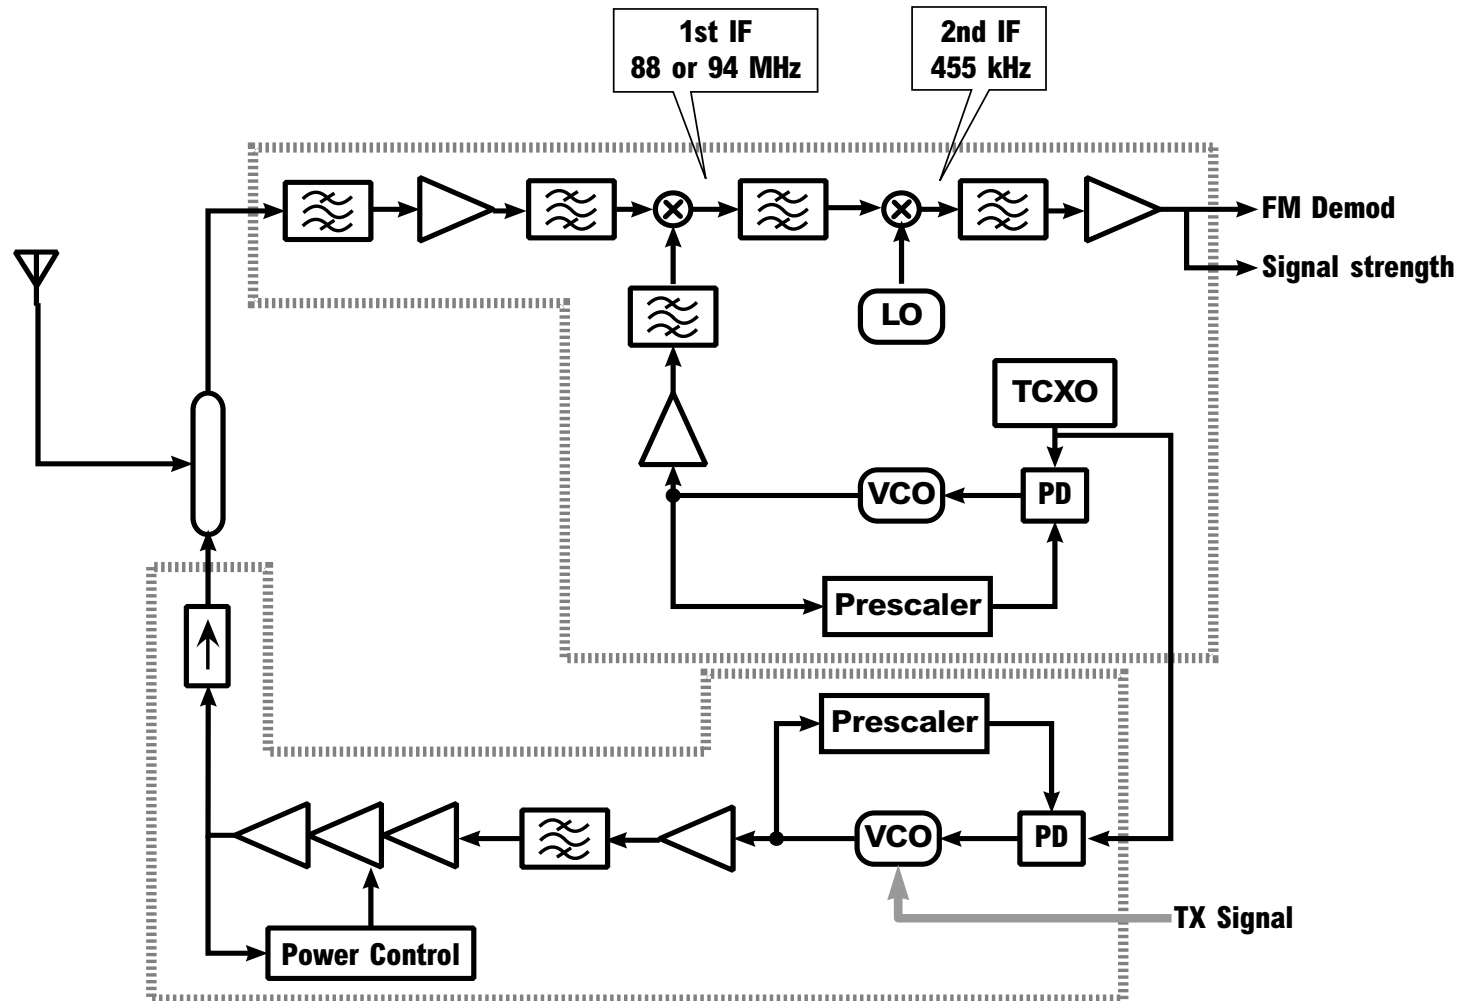 1st IF
88 or 94 MHz
2nd IF
455 kHz
FM Demod
Signal strength
LO
TCXO
VCO
PD
Prescaler
Prescaler
VCO
PD
TX Signal
Power Control